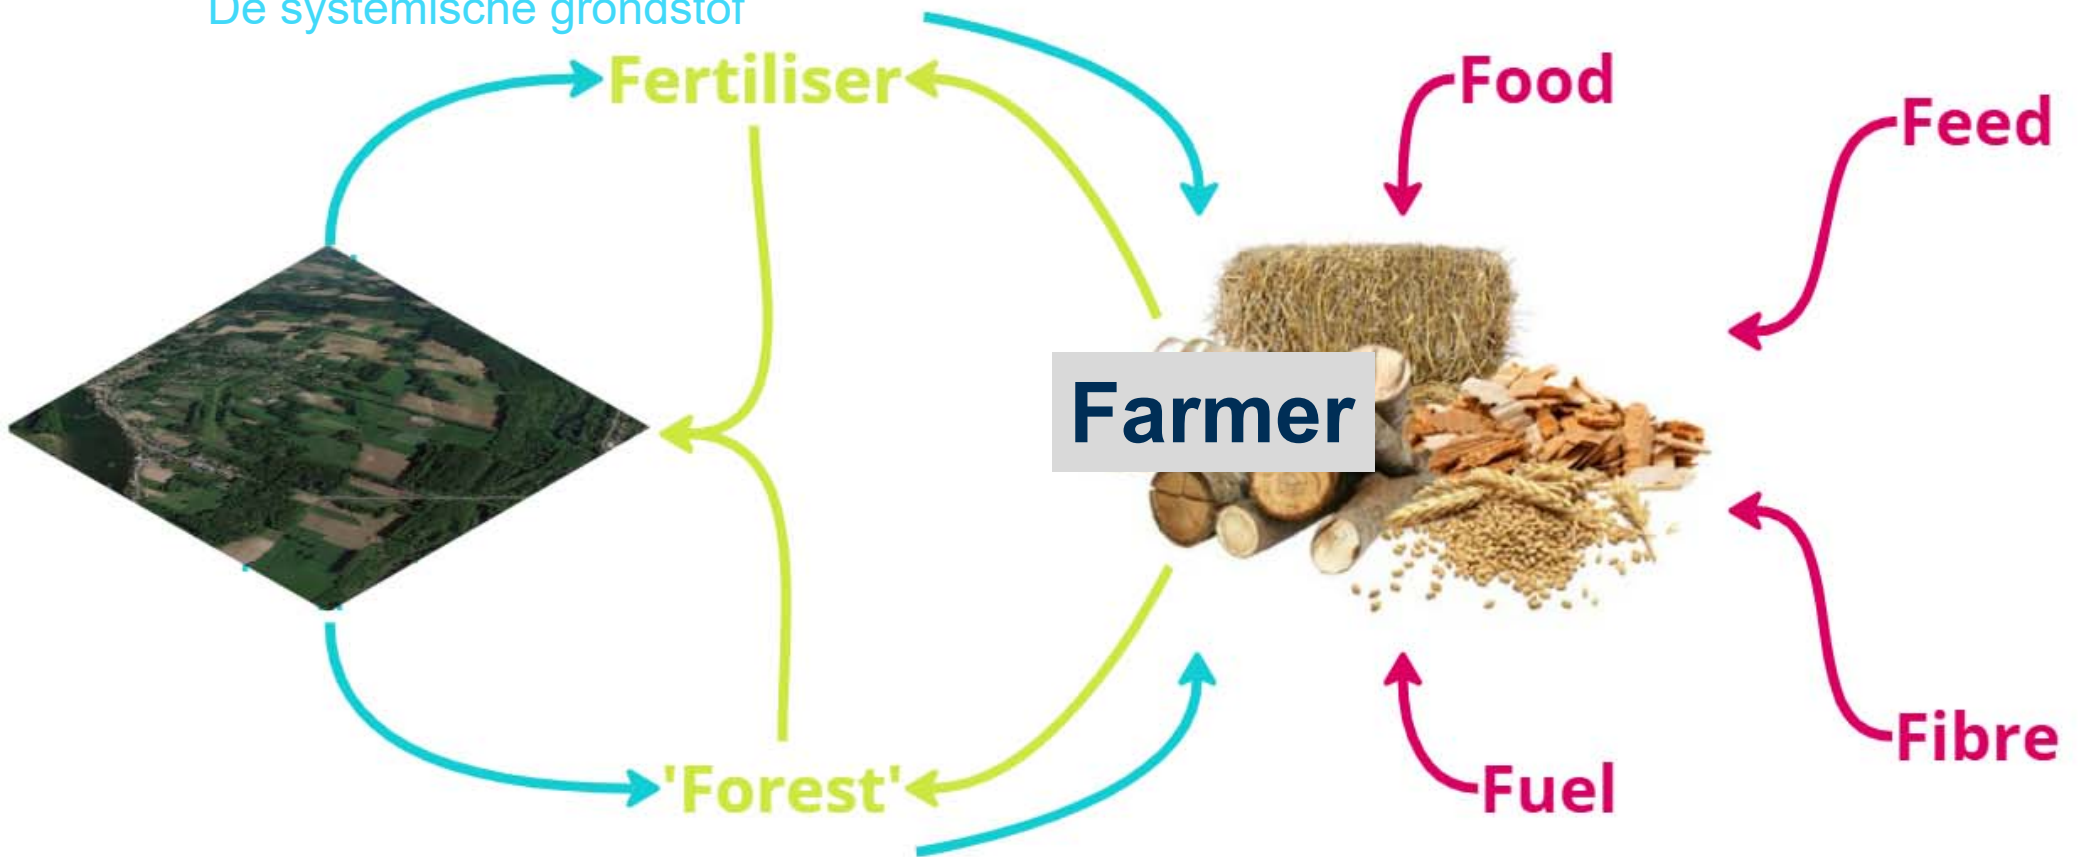 De systemische grondstof
Fertiliser
Food
Feed
Farmer
Fibre
'Forest'
Fuel